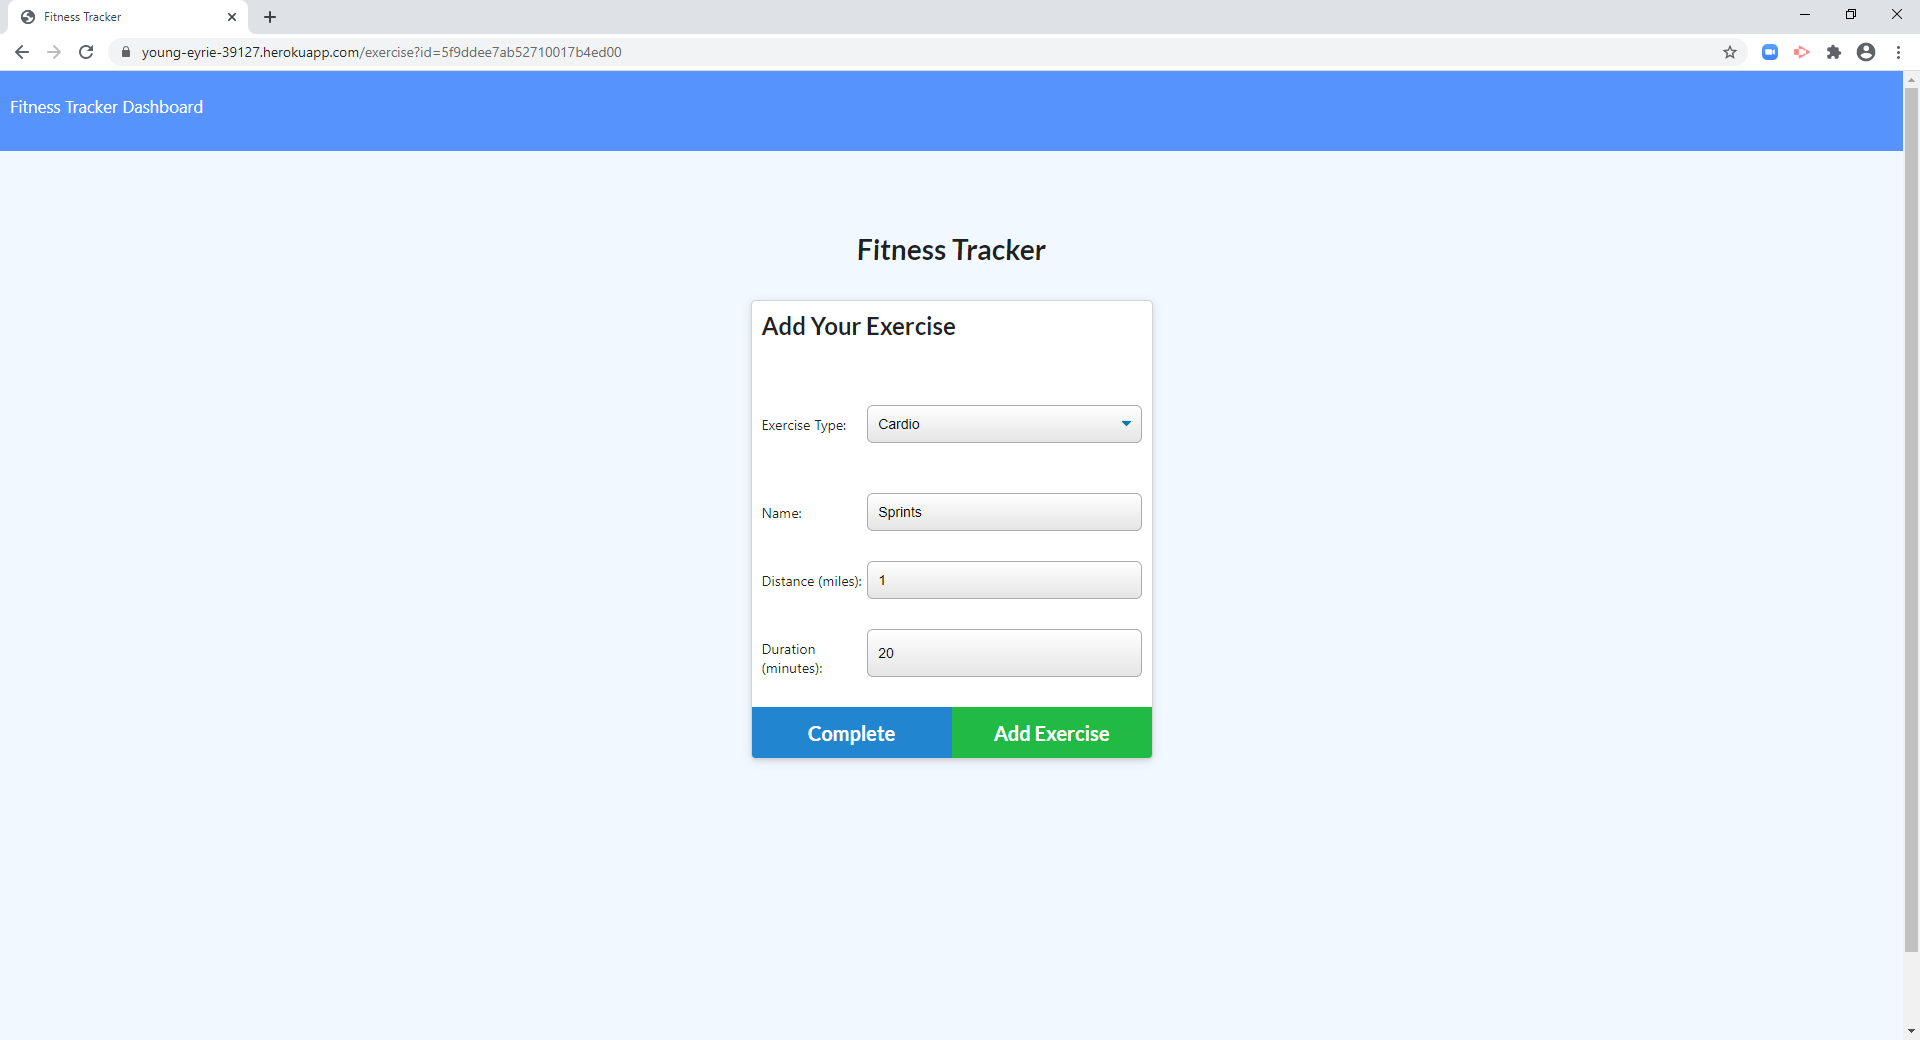 Fitness Tracker
young-eyrie-39127.herokuapp.com/exercise?id=5f9ddee7ab52710017b4ed00
Fitness Tracker Dashboard
Fitness Tracker
Add Your Exercise
Exercise Type: Cardio
Name: Sprints
Distance (miles): 1
Duration
(minutes): 20
Complete Add Exercise